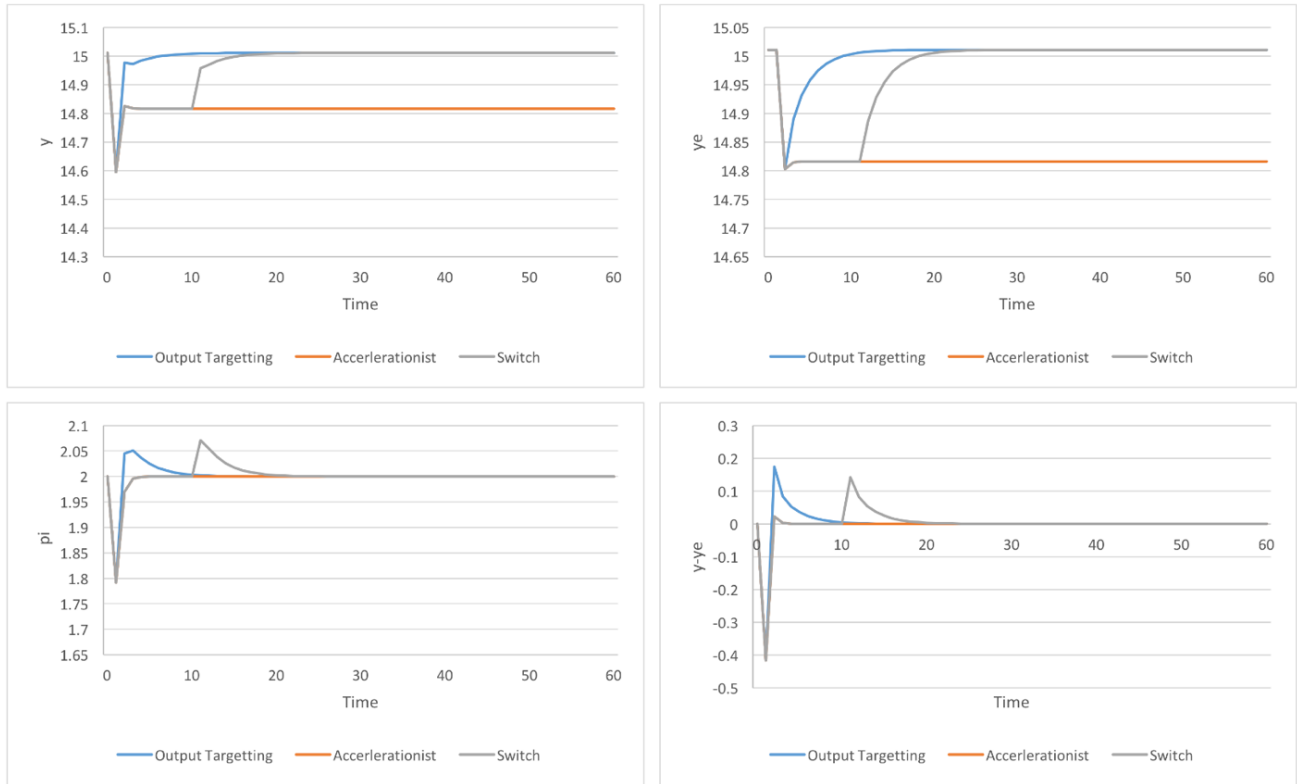 15.1
15
14.9
14.8
14.7
14.6
14.5
14.4
14.3
y
0 10 20 30 40 50 60
Time
Output Targetting Accerlerationist Switch
15.05
15
14.95
14.9
14.85
14.8
14.75
14.7
14.65
ye
0 10 20 30 40 50 60
Time
Output Targetting Accerlerationist Switch
2.1
2.05
2
1.95
1.9
1.85
1.8
1.75
1.7
1.65
pi
0 10 20 30 40 50 60
Time
Output Targetting Accerlerationist Switch
0.3
0.2
0.1
0
-0.1
-0.2
-0.3
-0.4
-0.5
y-ye
0 10 20 30 40 50 60
Time
Output Targetting Accerlerationist Switch